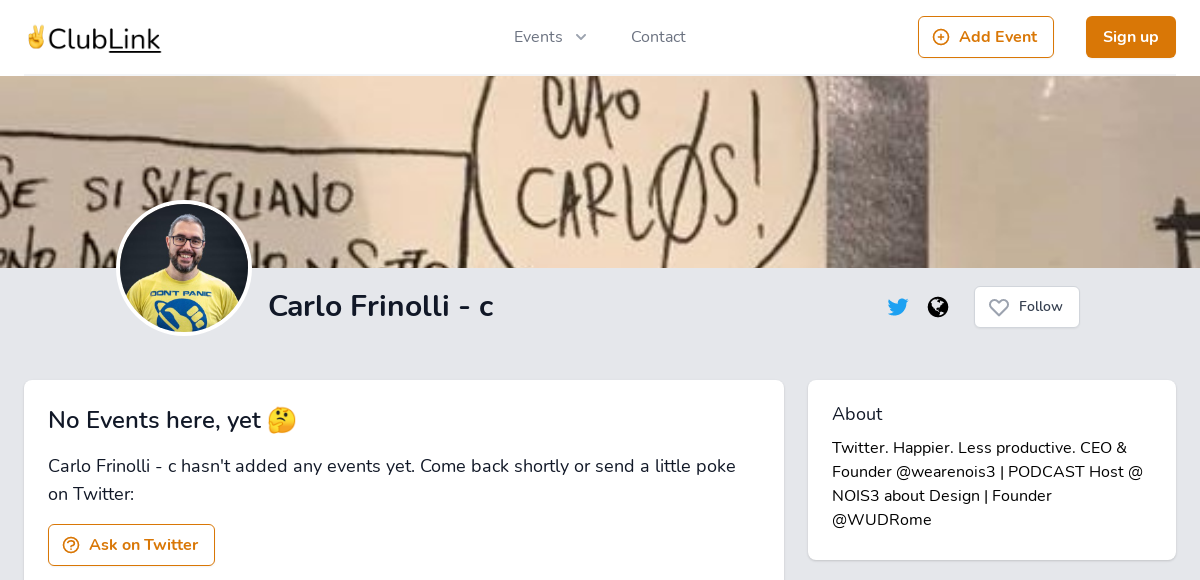 ✌ClubLink
Events
Contact
Add Event
Sign up
CIAO
CARLOS!
SE SI SVEGLIANO
DON'T PANIC
Carlo Frinolli - c
Follow
No Events here, yet 🤔
Carlo Frinolli - c hasn't added any events yet. Come back shortly or send a little poke
on Twitter:
Ask on Twitter
About
Twitter. Happier. Less productive. CEO &
Founder @wearenois3 | PODCAST Host @
NOIS3 about Design | Founder
@WUDRome